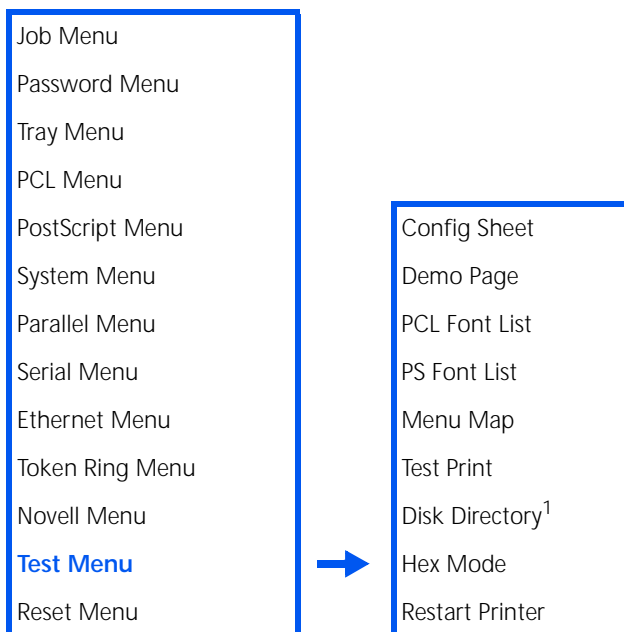 Job Menu
Password Menu
Tray Menu
PCL Menu
PostScript Menu
System Menu
Parallel Menu
Serial Menu
Ethernet Menu
Token Ring Menu
Novell Menu
Test Menu
Reset Menu
Config Sheet
Demo Page
PCL Font List
PS Font List
Menu Map
Test Print
Disk Directory1
Hex Mode
Restart Printer